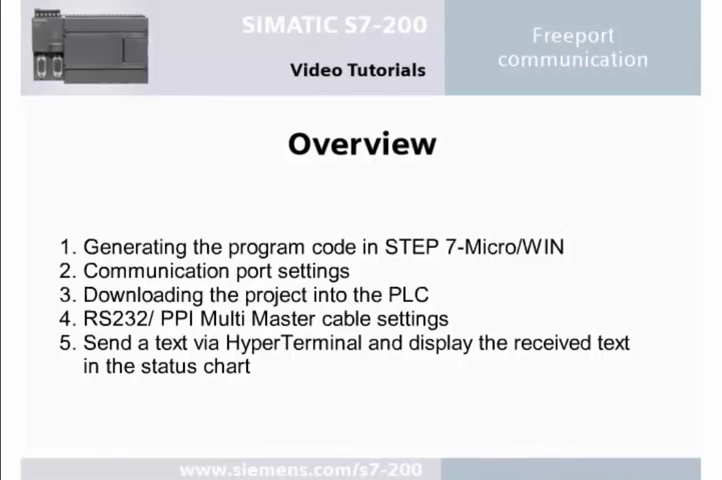 SIMATIC S7-200
Video Tutorials
Freeport
communication
Overview
1. Generating the program code in STEP 7-Micro/WIN
2. Communication port settings
3. Downloading the project into the PLC
4. RS232/ PPI Multi Master cable settings
5. Send a text via HyperTerminal and display the received text
in the status chart
www.siemens.com/s7-200